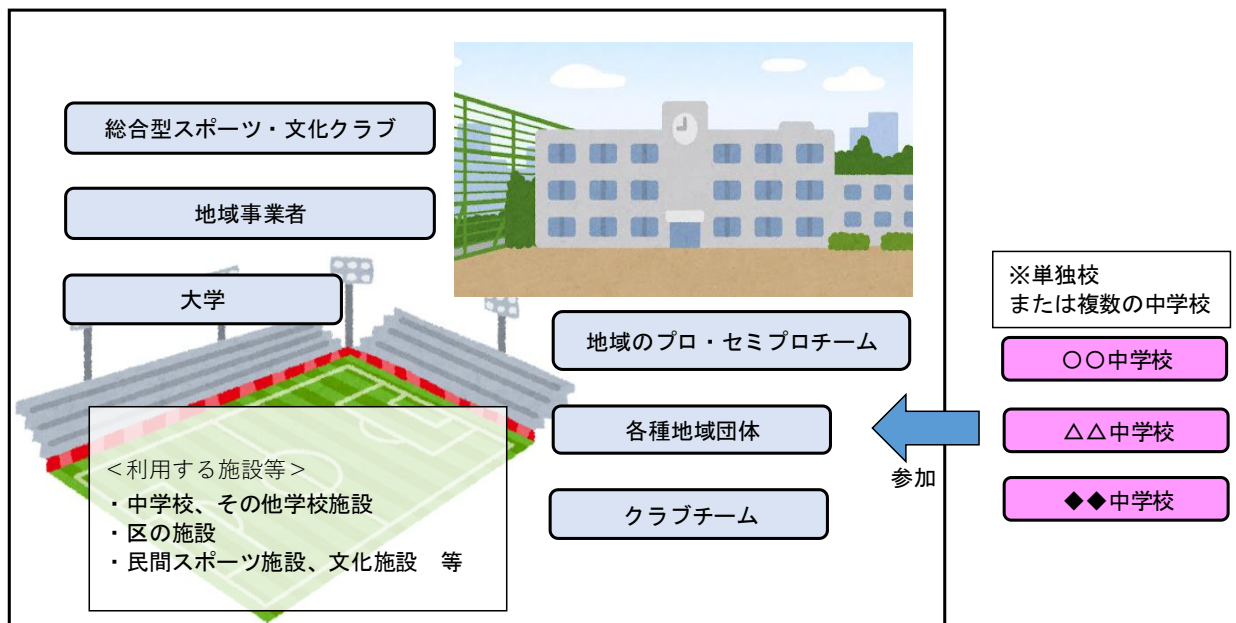 総合型スポーツ・文化クラブ
地域事業者
大学
地域のプロ・セミプロチーム
各種地域団体
クラブチーム
＜利用する施設等＞
・中学校、その他学校施設
・区の施設
・民間スポーツ施設、文化施設　等
参加
※単独校
または複数の中学校
○○中学校
△△中学校
◆◆中学校